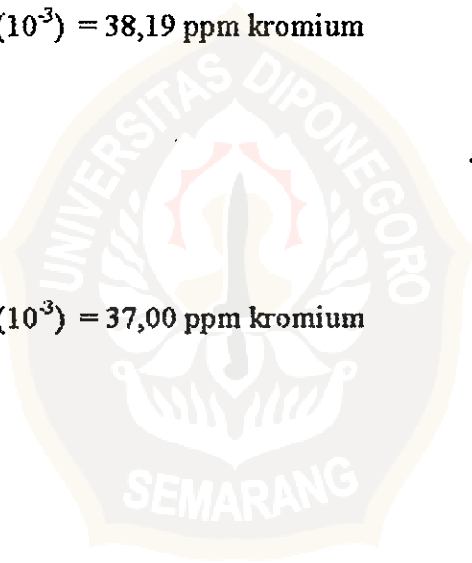 (10⁻³) = 38,19 ppm kromium
UNIVERSITAS DIPONEGORO
(10⁻³) = 37,00 ppm kromium
SEMARANG